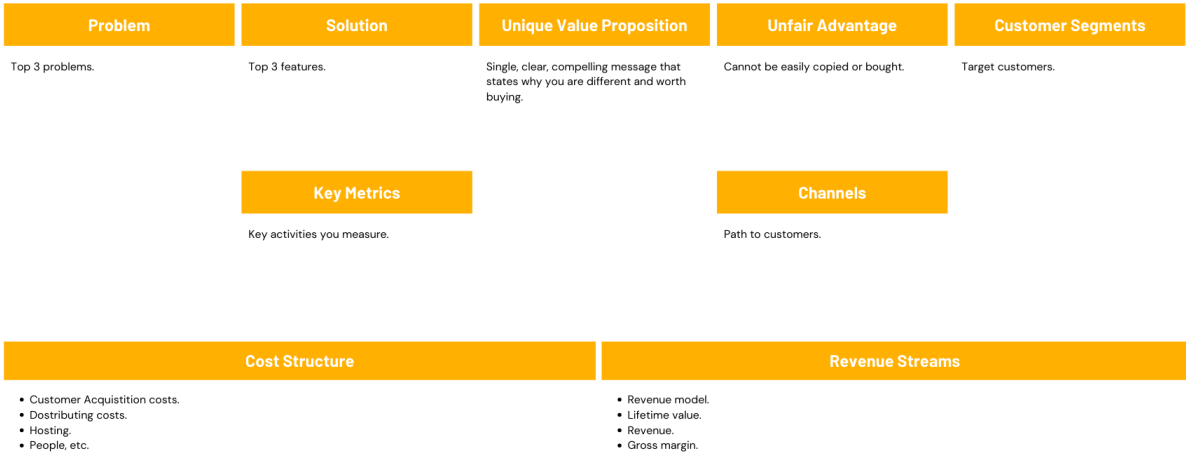 Problem
Top 3 problems.
Solution
Top 3 features.
Key Metrics
Key activities you measure.
Unique Value Proposition
Single, clear, compelling message that
states why you are different and worth
buying.
Unfair Advantage
Cannot be easily copied or bought.
Channels
Path to customers.
Customer Segments
Target customers.
Cost Structure
• Customer Acquistition costs.
• Dostributing costs.
• Hosting.
• People, etc.
Revenue Streams
• Revenue model.
• Lifetime value.
• Revenue.
• Gross margin.